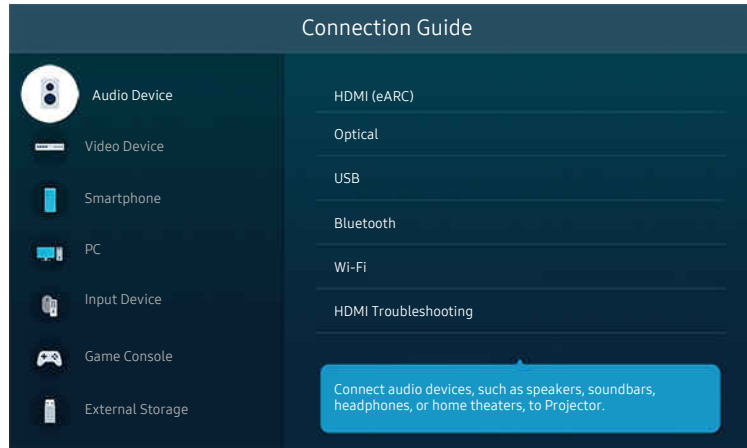 Connection Guide
Audio Device
Video Device
Smartphone
PC
Input Device
Game Console
External Storage
HDMI (eARC)
Optical
USB
Bluetooth
Wi-Fi
HDMI Troubleshooting
Connect audio devices, such as speakers, soundbars,
headphones, or home theaters, to Projector.